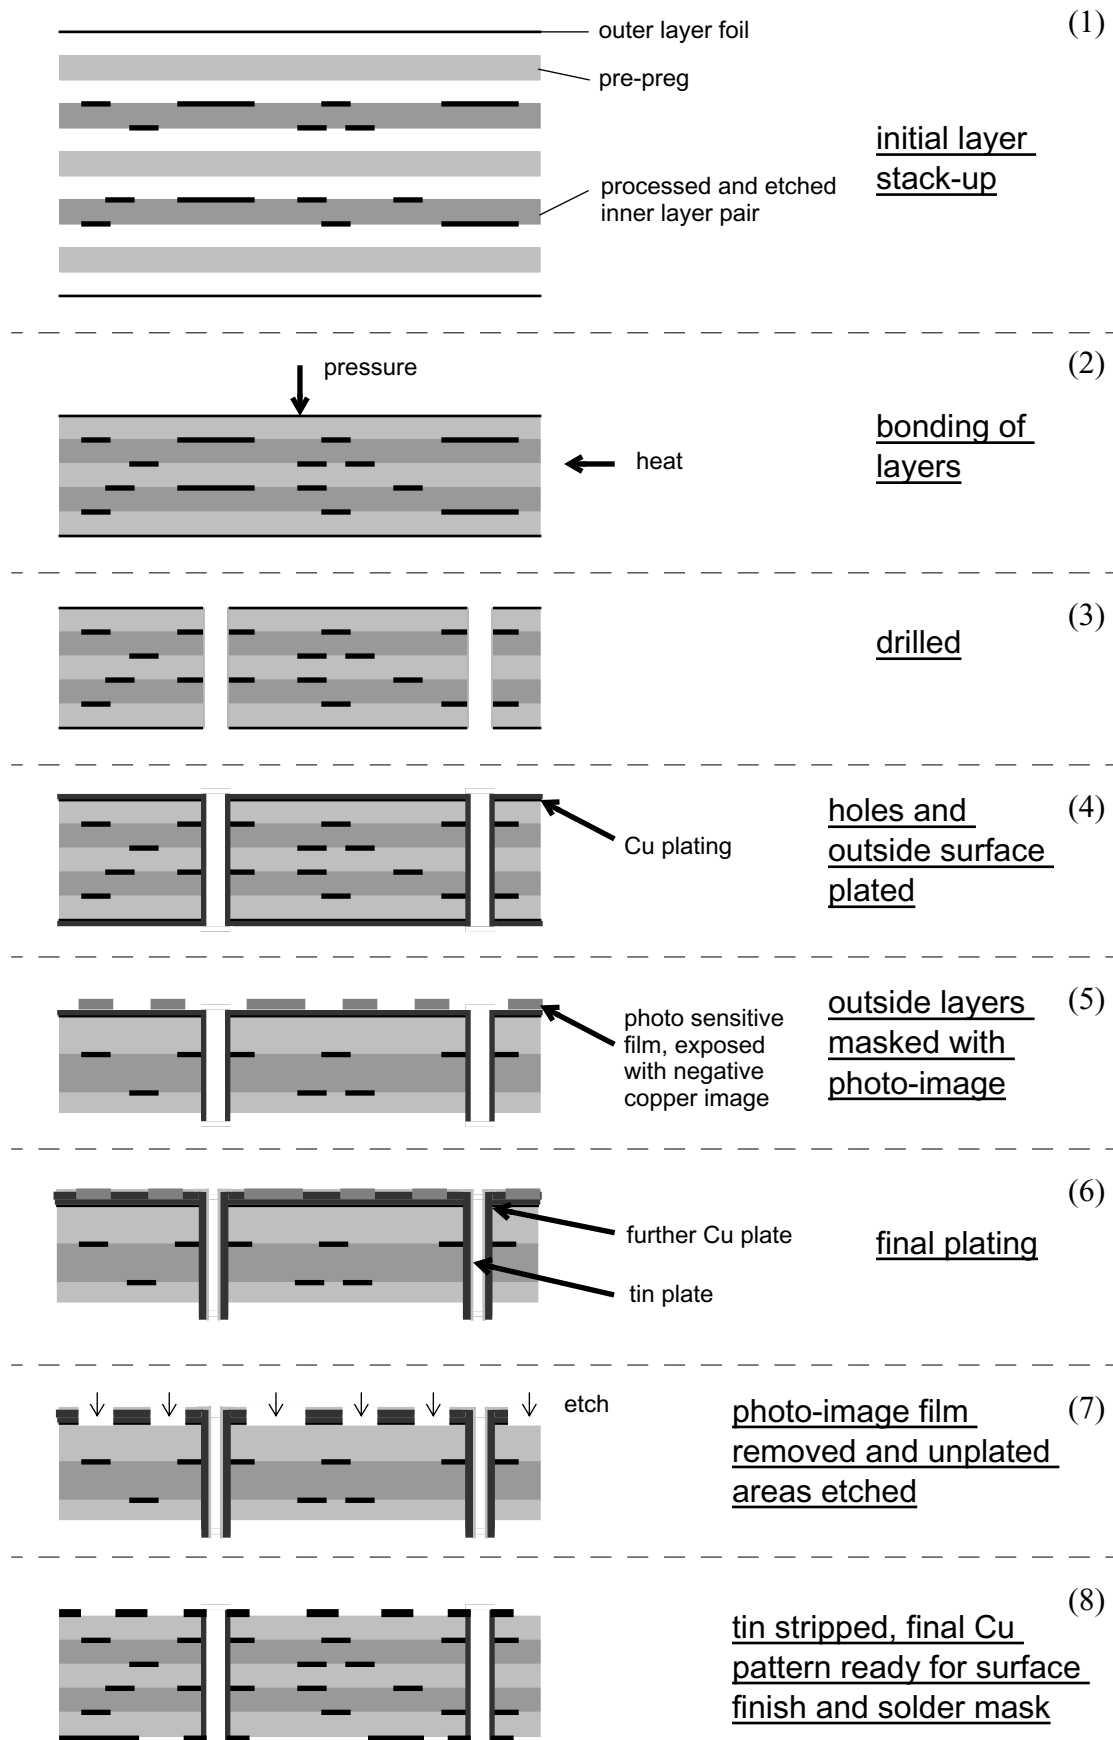 (1)
outer layer foil
pre-preg
initial layer
stack-up
processed and etched
inner layer pair
(2)
pressure
bonding of
layers
heat
(3)
drilled
(4)
holes and
outside surface
plated
Cu plating
(5)
outside layers
masked with
photo-image
photo sensitive
film, exposed
with negative
copper image
(6)
further Cu plate
final plating
tin plate
(7)
etch
photo-image film
removed and unplated
areas etched
(8)
tin stripped, final Cu
pattern ready for surface
finish and solder mask